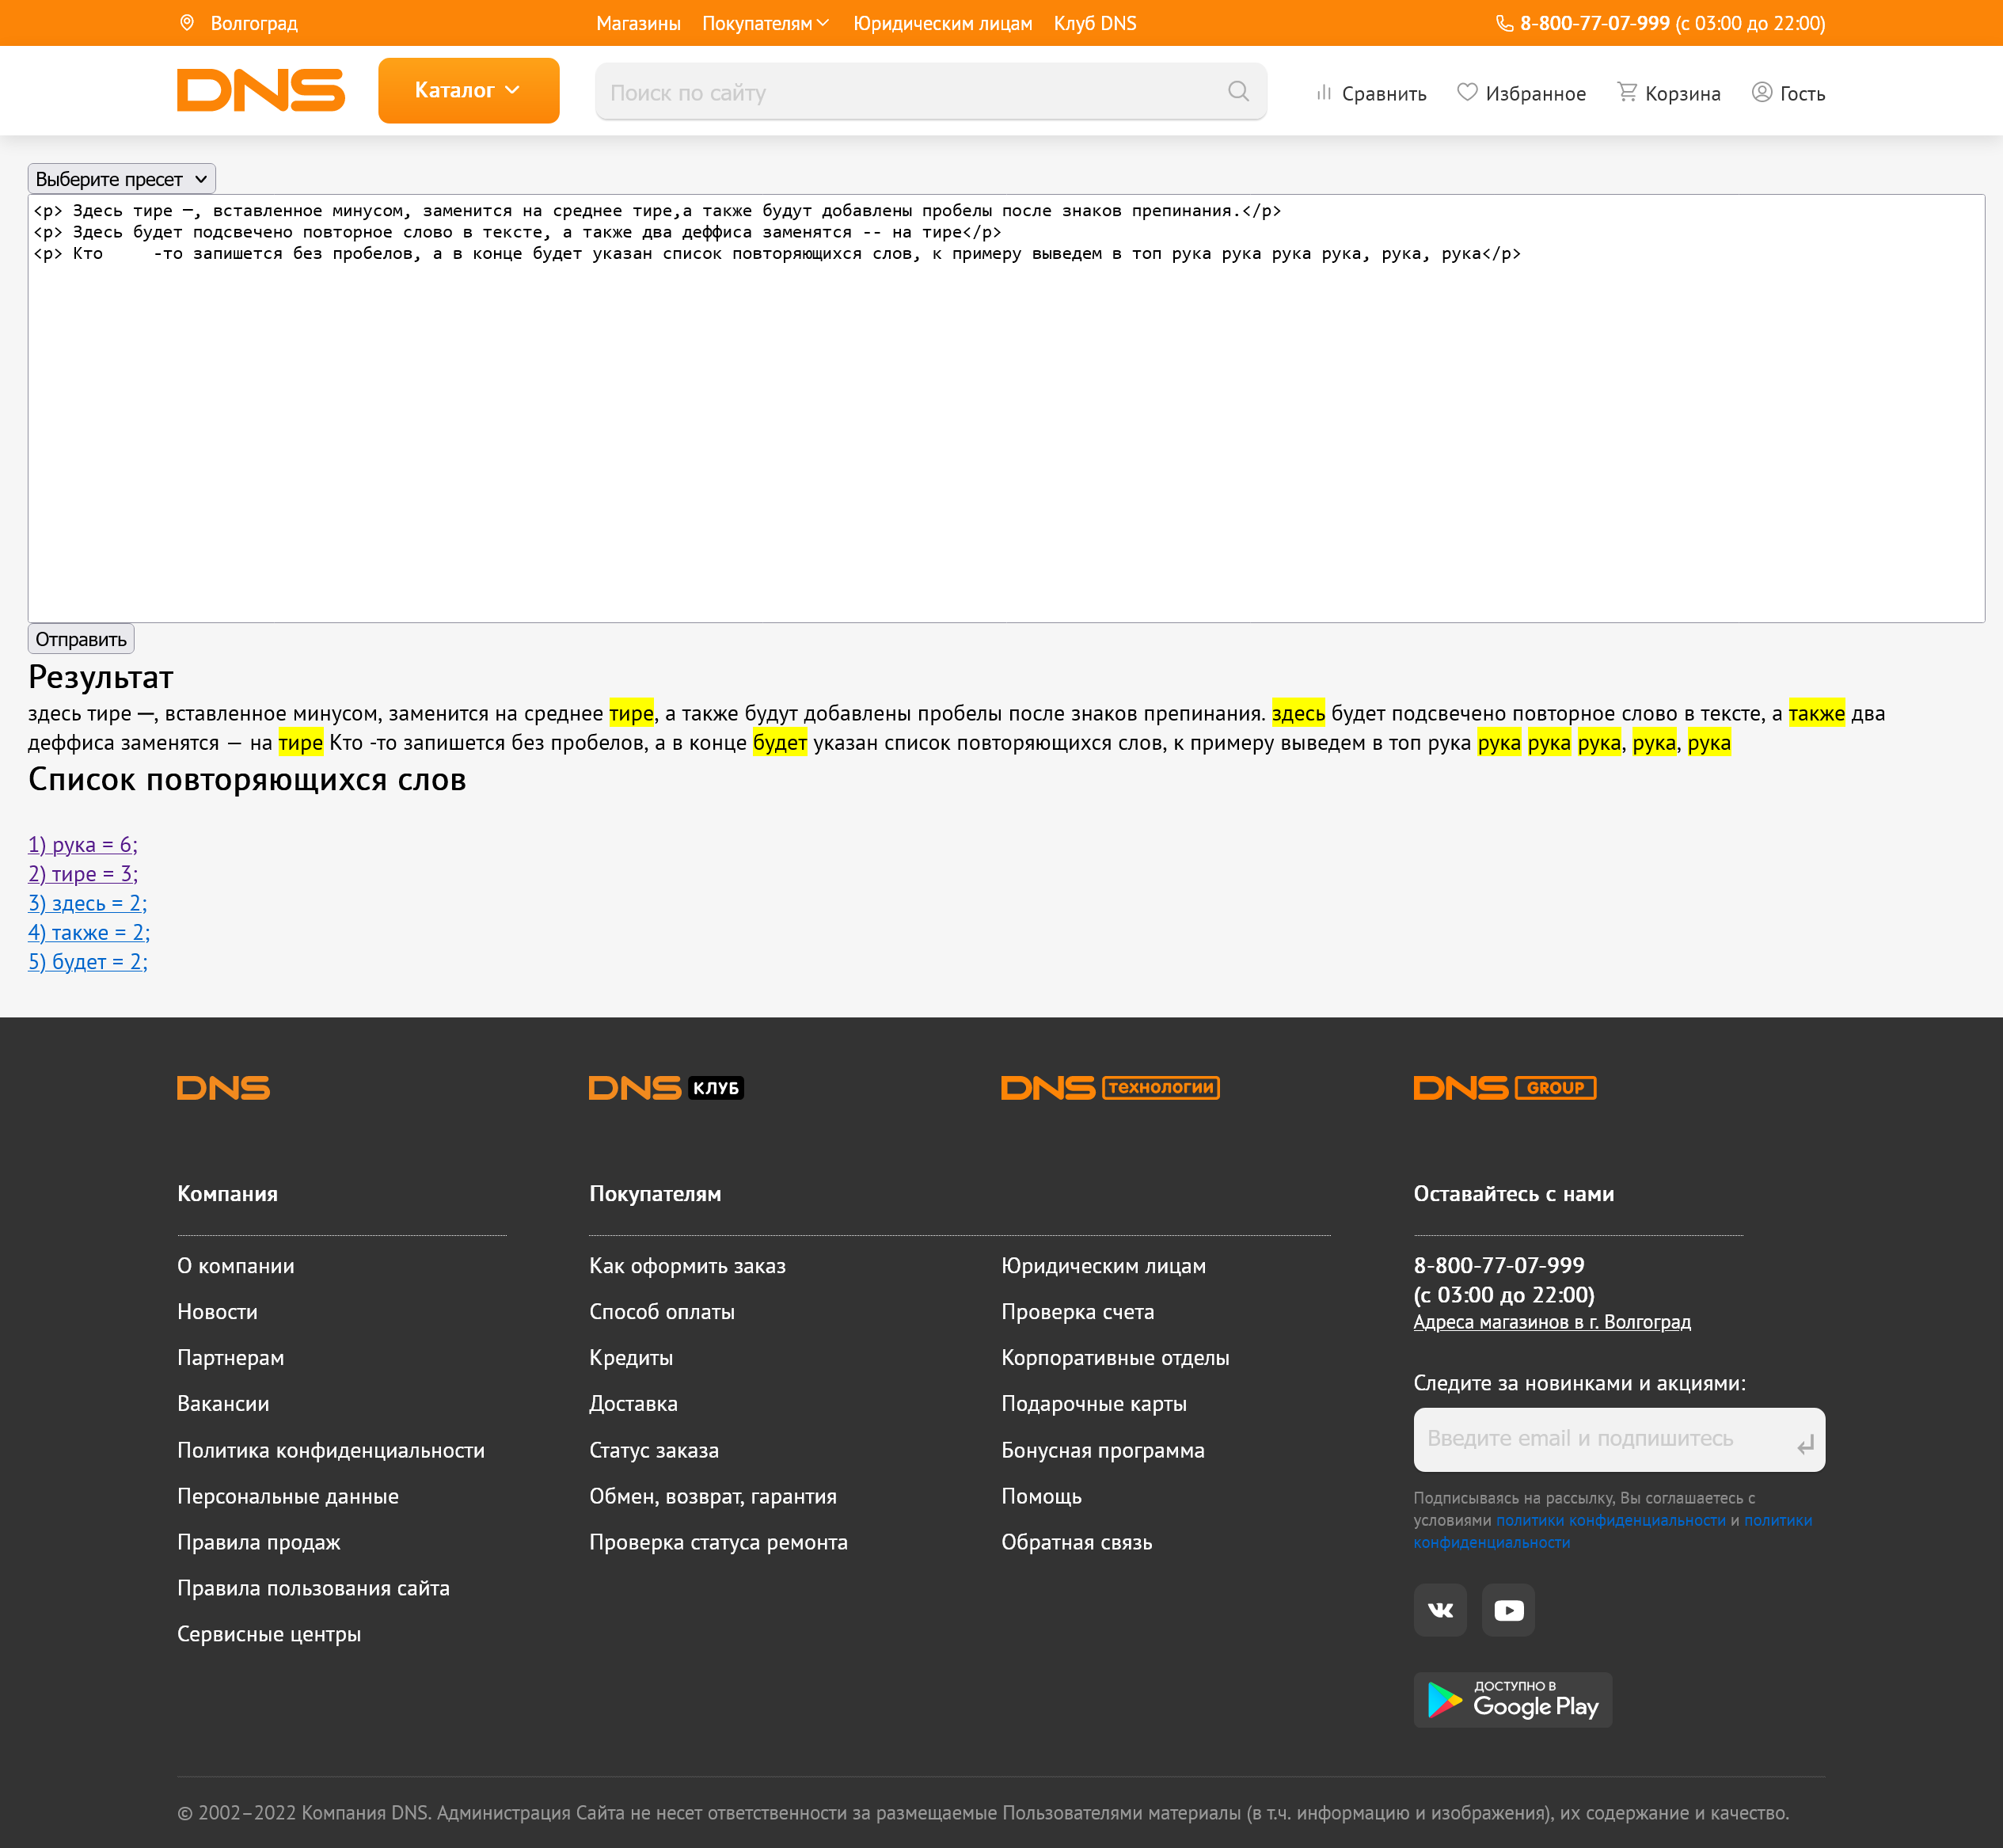 Волгоград Магазины Покупателям Юридическим лицам Клуб DNS 8-800-77-07-999 (с 03:00 до 22:00)
DNS Каталог Поиск по сайту Сравнить Избранное Корзина Гость
Выберите пресет
<p> Здесь тире —, вставленное минусом, заменится на среднее тире,а также будут добавлены пробелы после знаков препинания.</p>
<p> Здесь будет подсвечено повторное слово в тексте, а также два деффиса заменятся -- на тире</p>
<p> Кто     -то запишется без пробелов, а в конце будет указан список повторяющихся слов, к примеру выведем в топ рука рука рука рука, рука, рука</p>
Отправить
Результат
здесь тире —, вставленное минусом, заменится на среднее тире, а также будут добавлены пробелы после знаков препинания. здесь будет подсвечено повторное слово в тексте, а также два
деффиса заменятся — на тире Кто -то запишется без пробелов, а в конце будет указан список повторяющихся слов, к примеру выведем в топ рука рука рука рука, рука, рука
Список повторяющихся слов
1) рука = 6;
2) тире = 3;
3) здесь = 2;
4) также = 2;
5) будет = 2;
DNS DNS КЛУБ DNS ТЕХНОЛОГИИ DNS GROUP
Компания
О компании
Новости
Партнерам
Вакансии
Политика конфиденциальности
Персональные данные
Правила продаж
Правила пользования сайта
Сервисные центры
Покупателям
Как оформить заказ
Способ оплаты
Кредиты
Доставка
Статус заказа
Обмен, возврат, гарантия
Проверка статуса ремонта
Юридическим лицам
Проверка счета
Корпоративные отделы
Подарочные карты
Бонусная программа
Помощь
Обратная связь
Оставайтесь с нами
8-800-77-07-999
(с 03:00 до 22:00)
Адреса магазинов в г. Волгоград
Следите за новинками и акциями:
Введите email и подпишитесь
Подписываясь на рассылку, Вы соглашаетесь с
условиями политики конфиденциальности и политики
конфиденциальности
ДОСТУПНО В
Google Play
© 2002–2022 Компания DNS. Администрация Сайта не несет ответственности за размещаемые Пользователями материалы (в т.ч. информацию и изображения), их содержание и качество.